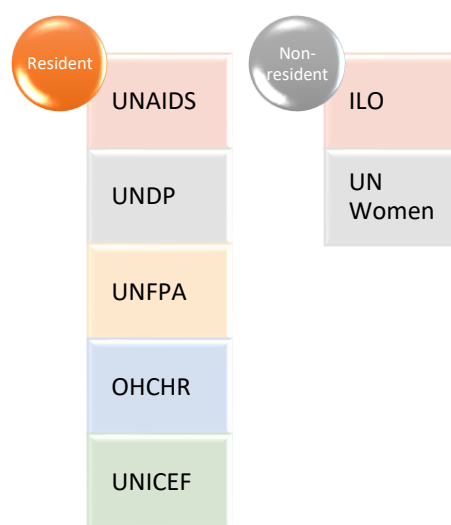 Resident
UNAIDS
UNDP
UNFPA
OHCHR
UNICEF
Non-
resident
ILO
UN
Women